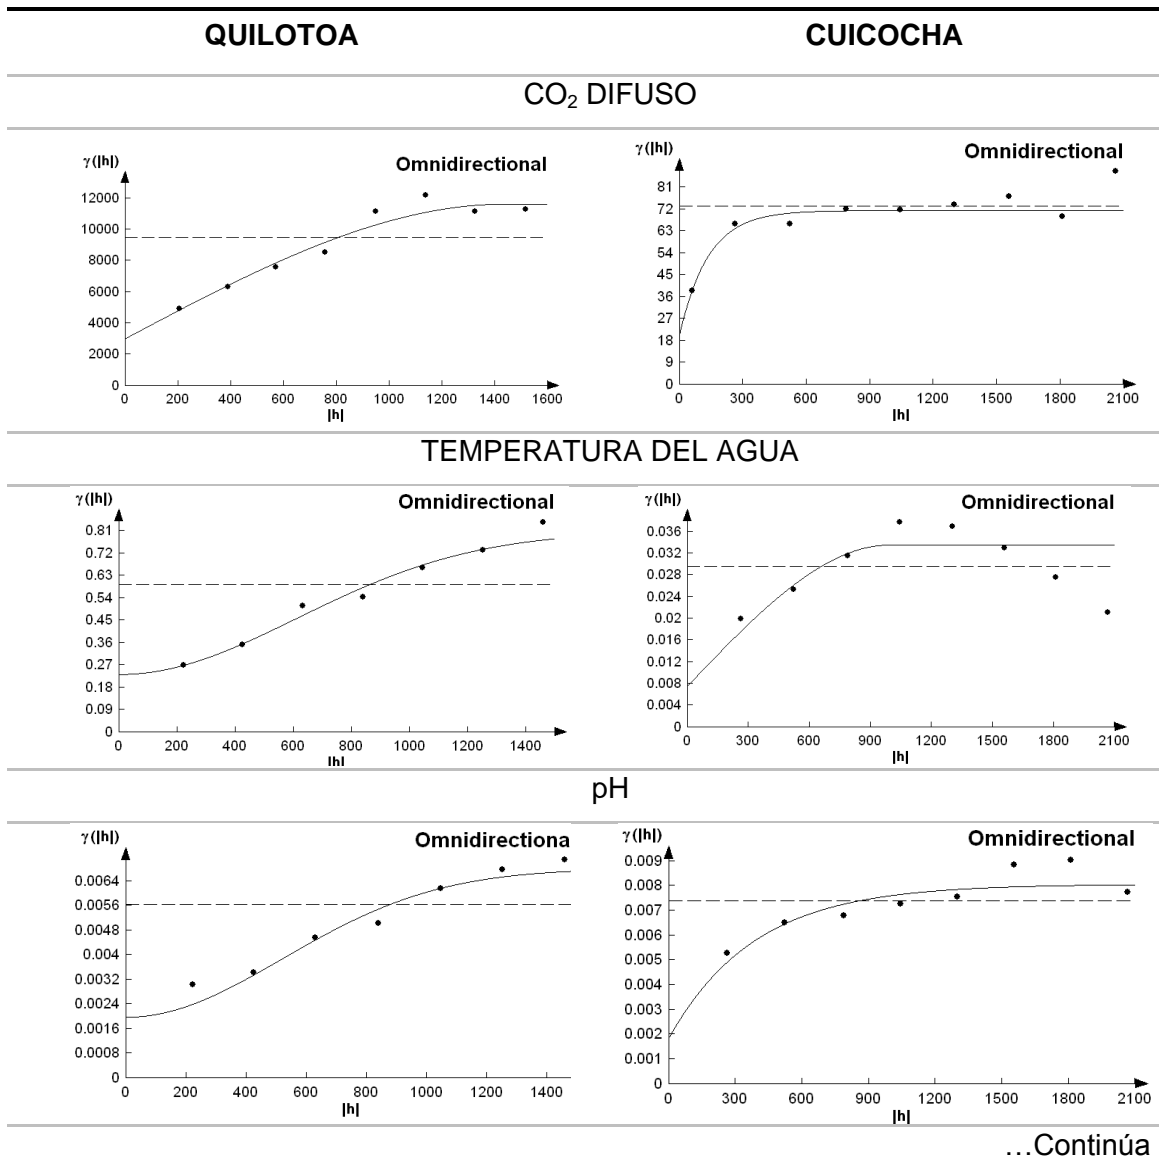 QUILOTOA CUICOCHA
CO₂ DIFUSO
γ(|h|) Omnidirectional
12000
10000
8000
6000
4000
2000
0
0 200 400 600 800 1000 1200 1400 1600
|h|
γ(|h|) Omnidirectional
81
72
63
54
45
36
27
18
9
0
0 300 600 900 1200 1500 1800 2100
|h|
TEMPERATURA DEL AGUA
γ(|h|) Omnidirectional
0.81
0.72
0.63
0.54
0.45
0.36
0.27
0.18
0.09
0
0 200 400 600 800 1000 1200 1400
|h|
γ(|h|) Omnidirectional
0.036
0.032
0.028
0.024
0.02
0.016
0.012
0.008
0.004
0
0 300 600 900 1200 1500 1800 2100
|h|
pH
γ(|h|) Omnidirectiona
0.0064
0.0056
0.0048
0.004
0.0032
0.0024
0.0016
0.0008
0
0 200 400 600 800 1000 1200 1400
|h|
γ(|h|) Omnidirectional
0.009
0.008
0.007
0.006
0.005
0.004
0.003
0.002
0.001
0
0 300 600 900 1200 1500 1800 2100
|h|
…Continúa